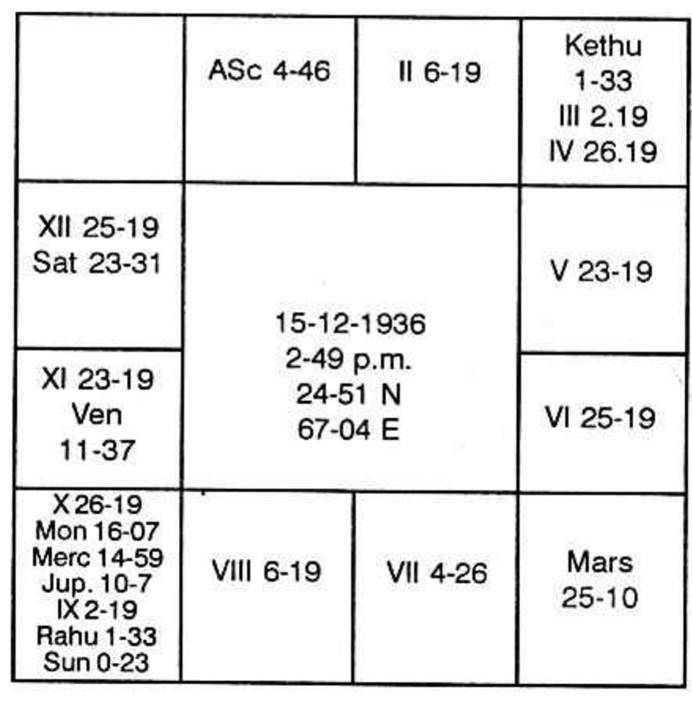 ASc 4-46
II 6-19
Kethu
1-33
III 2.19
IV 26.19
XII 25-19
Sat 23-31
15-12-1936
2-49 p.m.
24-51 N
67-04 E
V 23-19
XI 23-19
Ven
11-37
VI 25-19
X 26-19
Mon 16-07
Merc 14-59
Jup. 10-7
IX 2-19
Rahu 1-33
Sun 0-23
VIII 6-19
VII 4-26
Mars
25-10